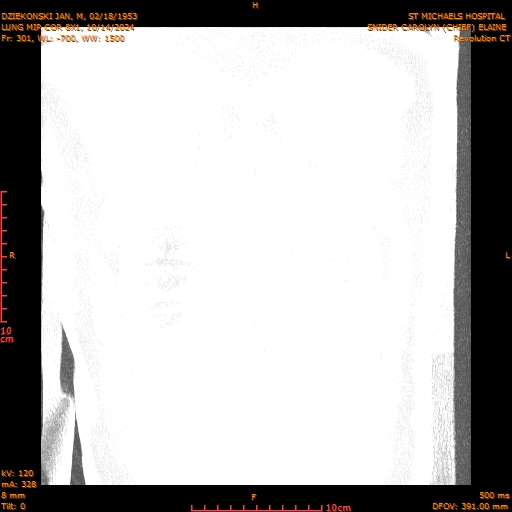 H
DZIEKONSKI JAN, M, 02/18/1953
LUNG MIP COR 8X1, 10/14/2024
Fr: 301, WL: -700, WW: 1500
ST MICHAELS HOSPITAL
SNIDER CAROLYN (CHIEF) ELAINE
Revolution CT
R
L
10
cm
kV: 120
mA: 328
8 mm
Tilt: 0
F
10cm
500 ms
DFOV: 391.00 mm